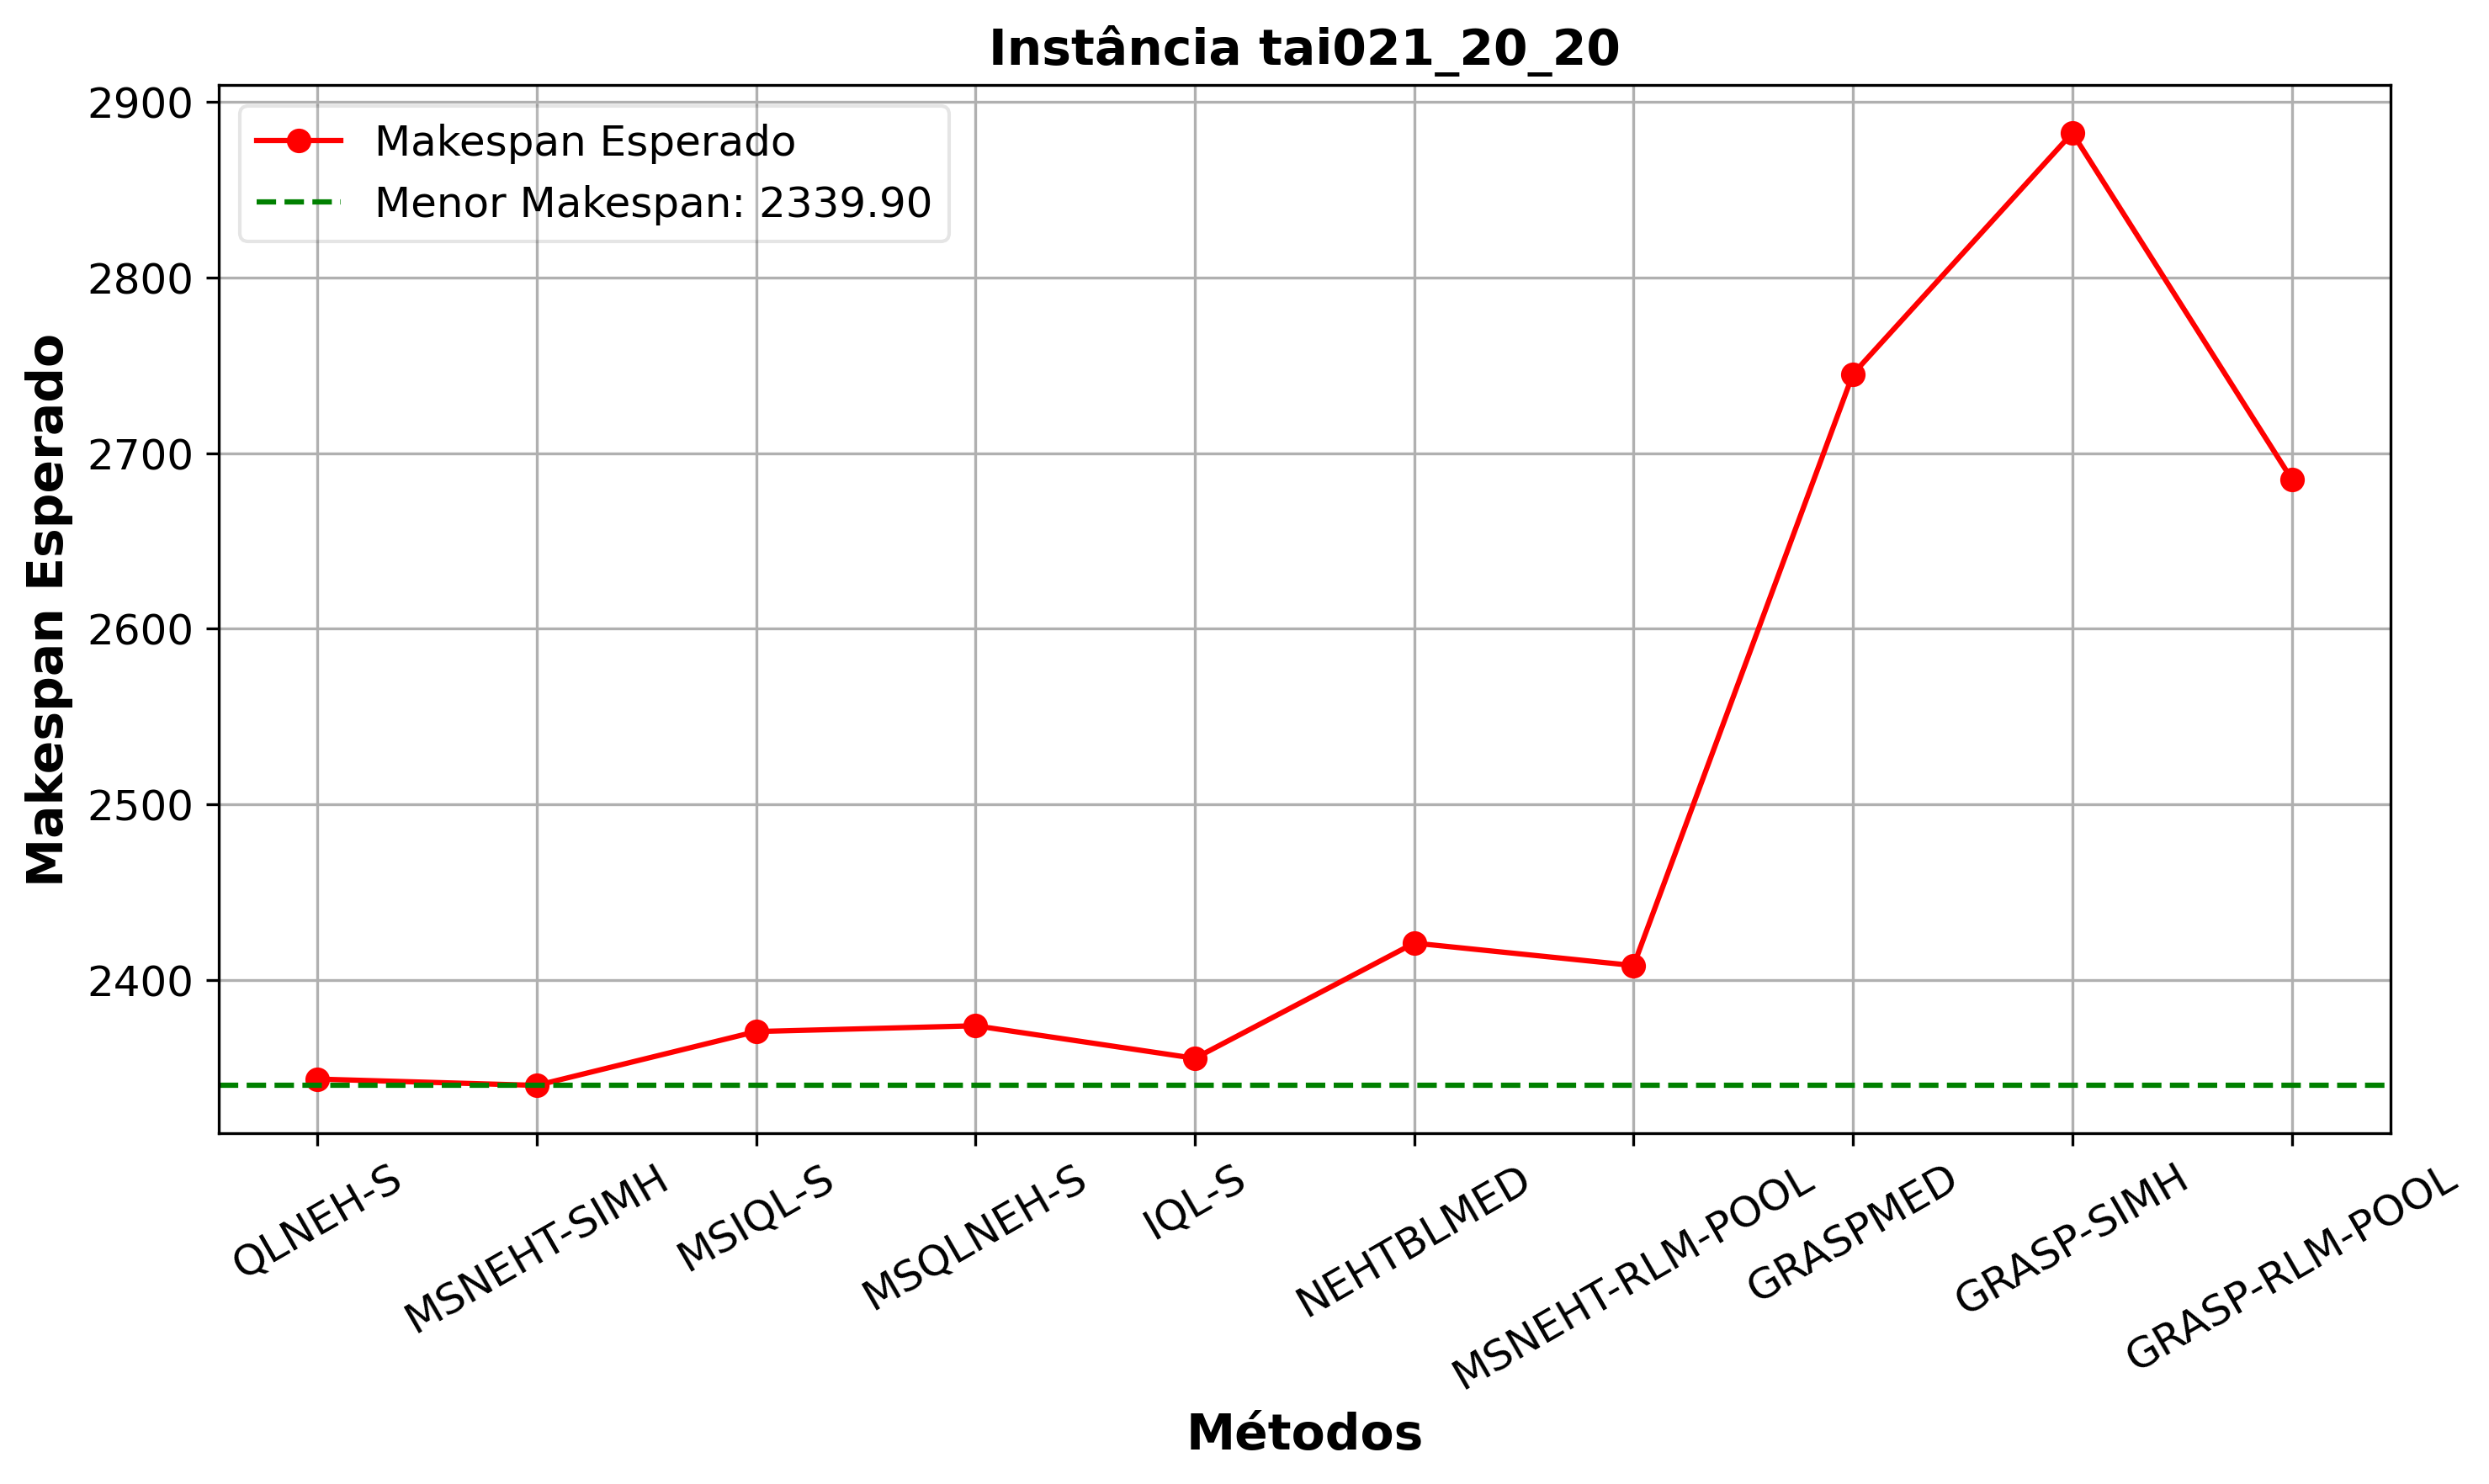 Instância tai021_20_20
Makespan Esperado
Menor Makespan: 2339.90
Makespan Esperado
2900
2800
2700
2600
2500
2400
QLNEH-S
MSNEHT-SIMH
MSIQL-S
MSQLNEH-S
IQL-S
NEHTBLMED
MSNEHT-RLM-POOL
GRASPMED
GRASP-SIMH
GRASP-RLM-POOL
Métodos